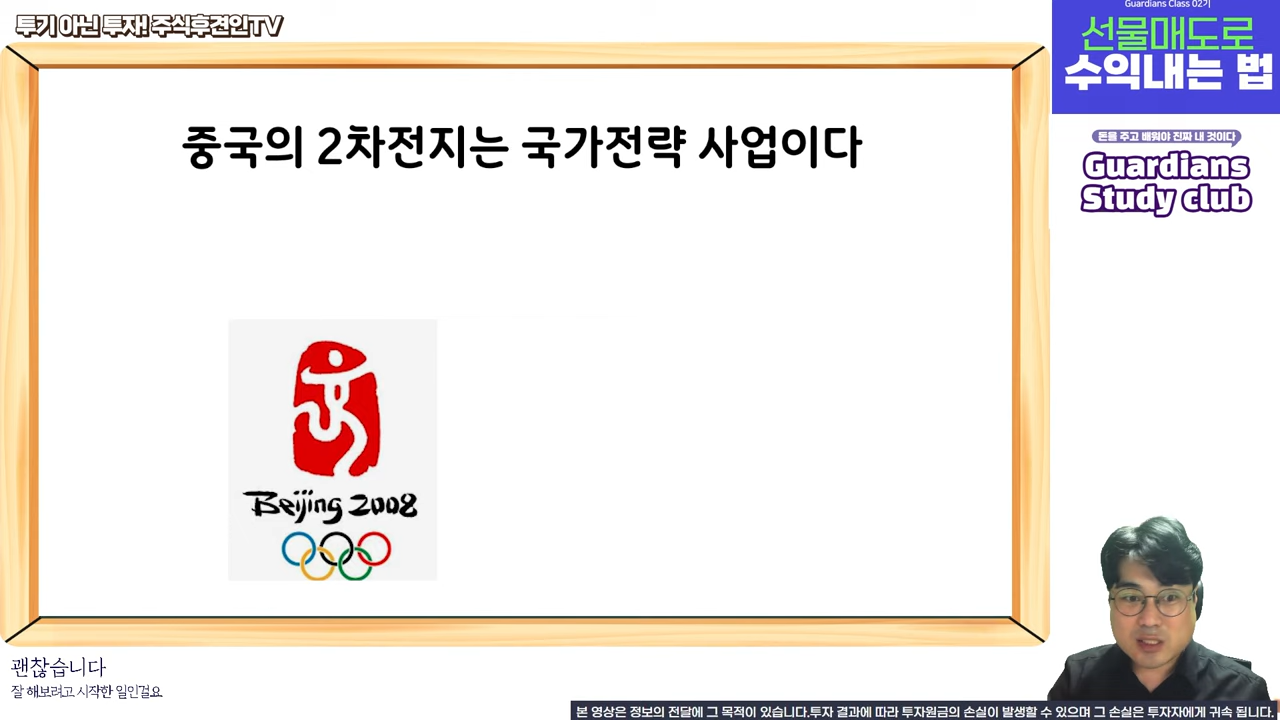 투기 아닌 투자! 주식후견인TV
중국의 2차전지는 국가전략 사업이다
Beijing 2008
Guardians Class 02기
선물매도로
수익내는 법
돈을 주고 배워야 진짜 내 것이다
Guardians
Study club
괜찮습니다
잘 해보려고 시작한 일인걸요
본 영상은 정보의 전달에 그 목적이 있습니다.투자 결과에 따라 투자원금의 손실이 발생할 수 있으며 그 손실은 투자자에게 귀속 됩니다.